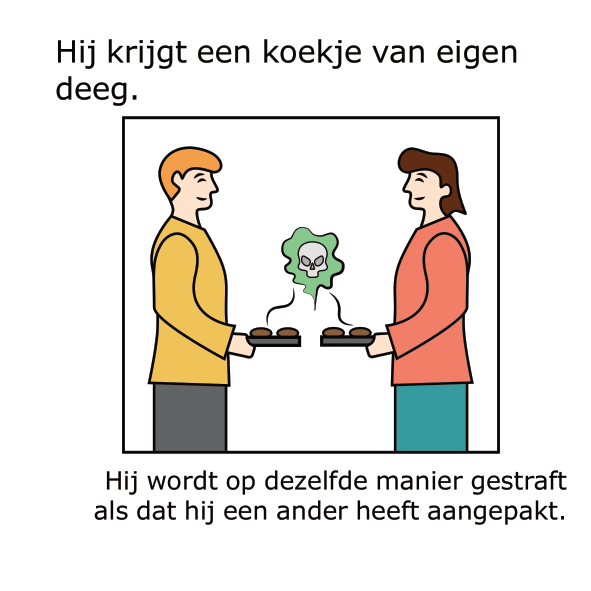 Hij krijgt een koekje van eigen
deeg.
Hij wordt op dezelfde manier gestraft
als dat hij een ander heeft aangepakt.